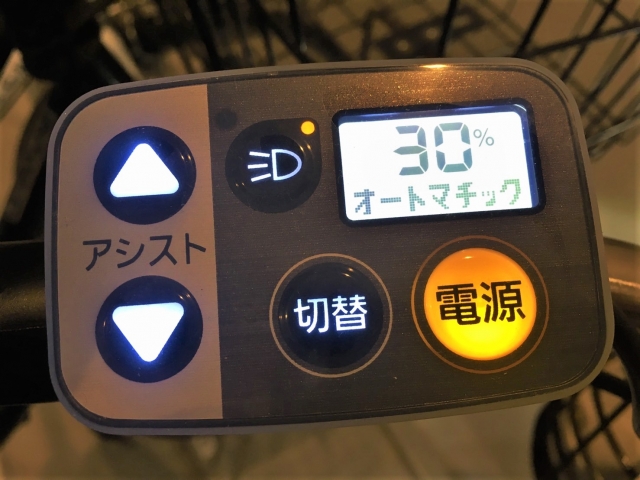 アシスト
30%
オートマチック
切替
電源